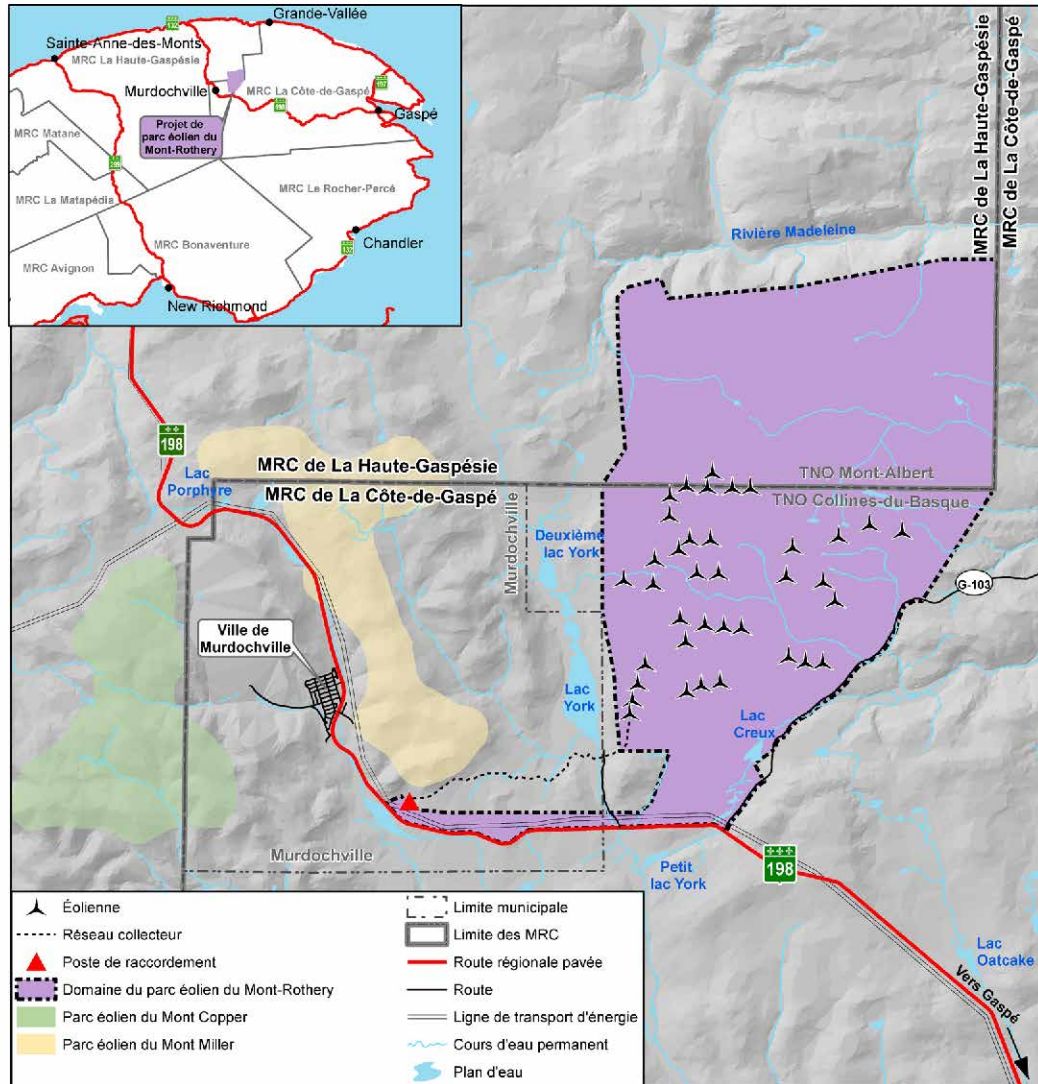 132
Grande-Vallée
Sainte-Anne-des-Monts
MRC La Haute-Gaspésie
197
Murdochville
MRC La Côte-de-Gaspé
198
Gaspé
Projet de
parc éolien du
Mont-Rothery
MRC Matane
299
MRC Le Rocher-Percé
MRC La Matapédia
MRC Bonaventure
Chandler
132
MRC Avignon
New Richmond
MRC de La Haute-Gaspésie
MRC de La Côte-de-Gaspé
Rivière Madeleine
198
Lac
Porphyre
MRC de La Haute-Gaspésie
MRC de La Côte-de-Gaspé
TNO Mont-Albert
TNO Collines-du-Basque
Murdochville
Deuxième
lac York
G-103
Ville de
Murdochville
Lac
York
Lac
Creux
Murdochville
Petit
lac York
198
Lac
Oatcake
Vers Gaspé
Éolienne
Réseau collecteur
Poste de raccordement
Domaine du parc éolien du Mont-Rothery
Parc éolien du Mont Copper
Parc éolien du Mont Miller
Limite municipale
Limite des MRC
Route régionale pavée
Route
Ligne de transport d'énergie
Cours d'eau permanent
Plan d'eau